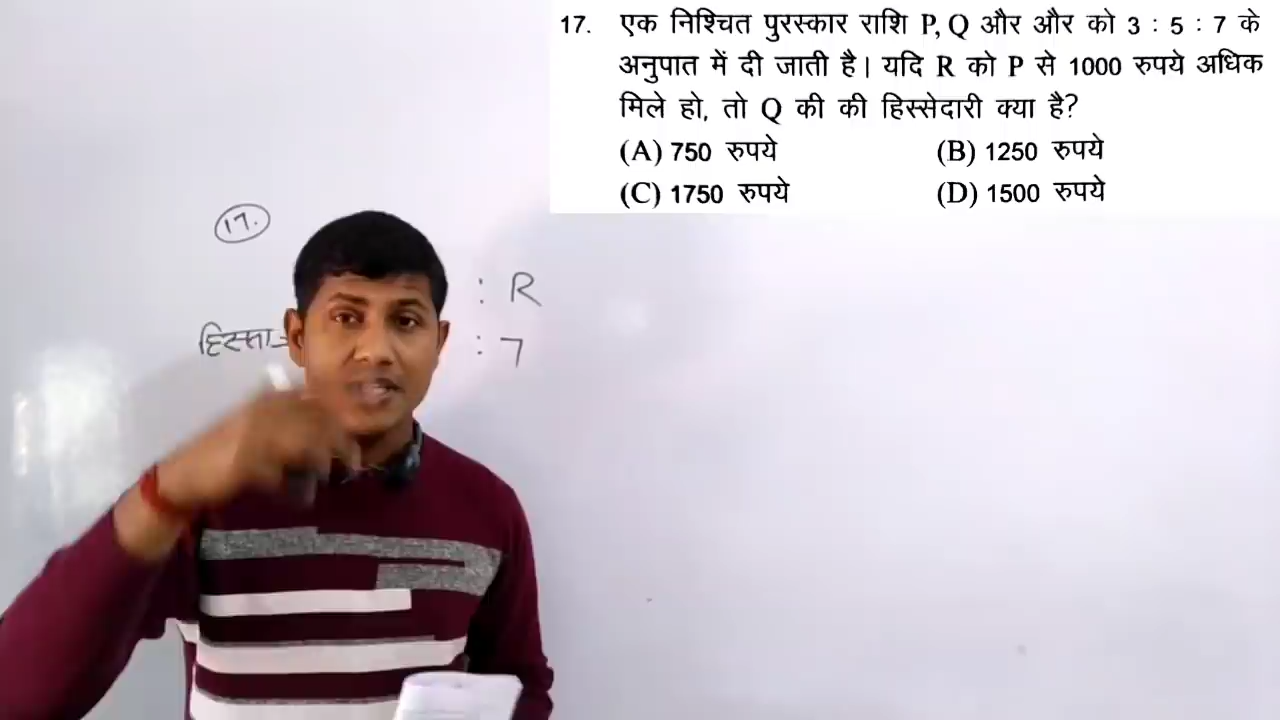 17. एक निश्चित पुरस्कार राशि P, Q और और को 3 : 5 : 7 के
अनुपात में दी जाती है। यदि R को P से 1000 रुपये अधिक
मिले हो, तो Q की की हिस्सेदारी क्या है?
(A) 750 रुपये (B) 1250 रुपये
(C) 1750 रुपये (D) 1500 रुपये
17.
: R
हिस्सा = : 7